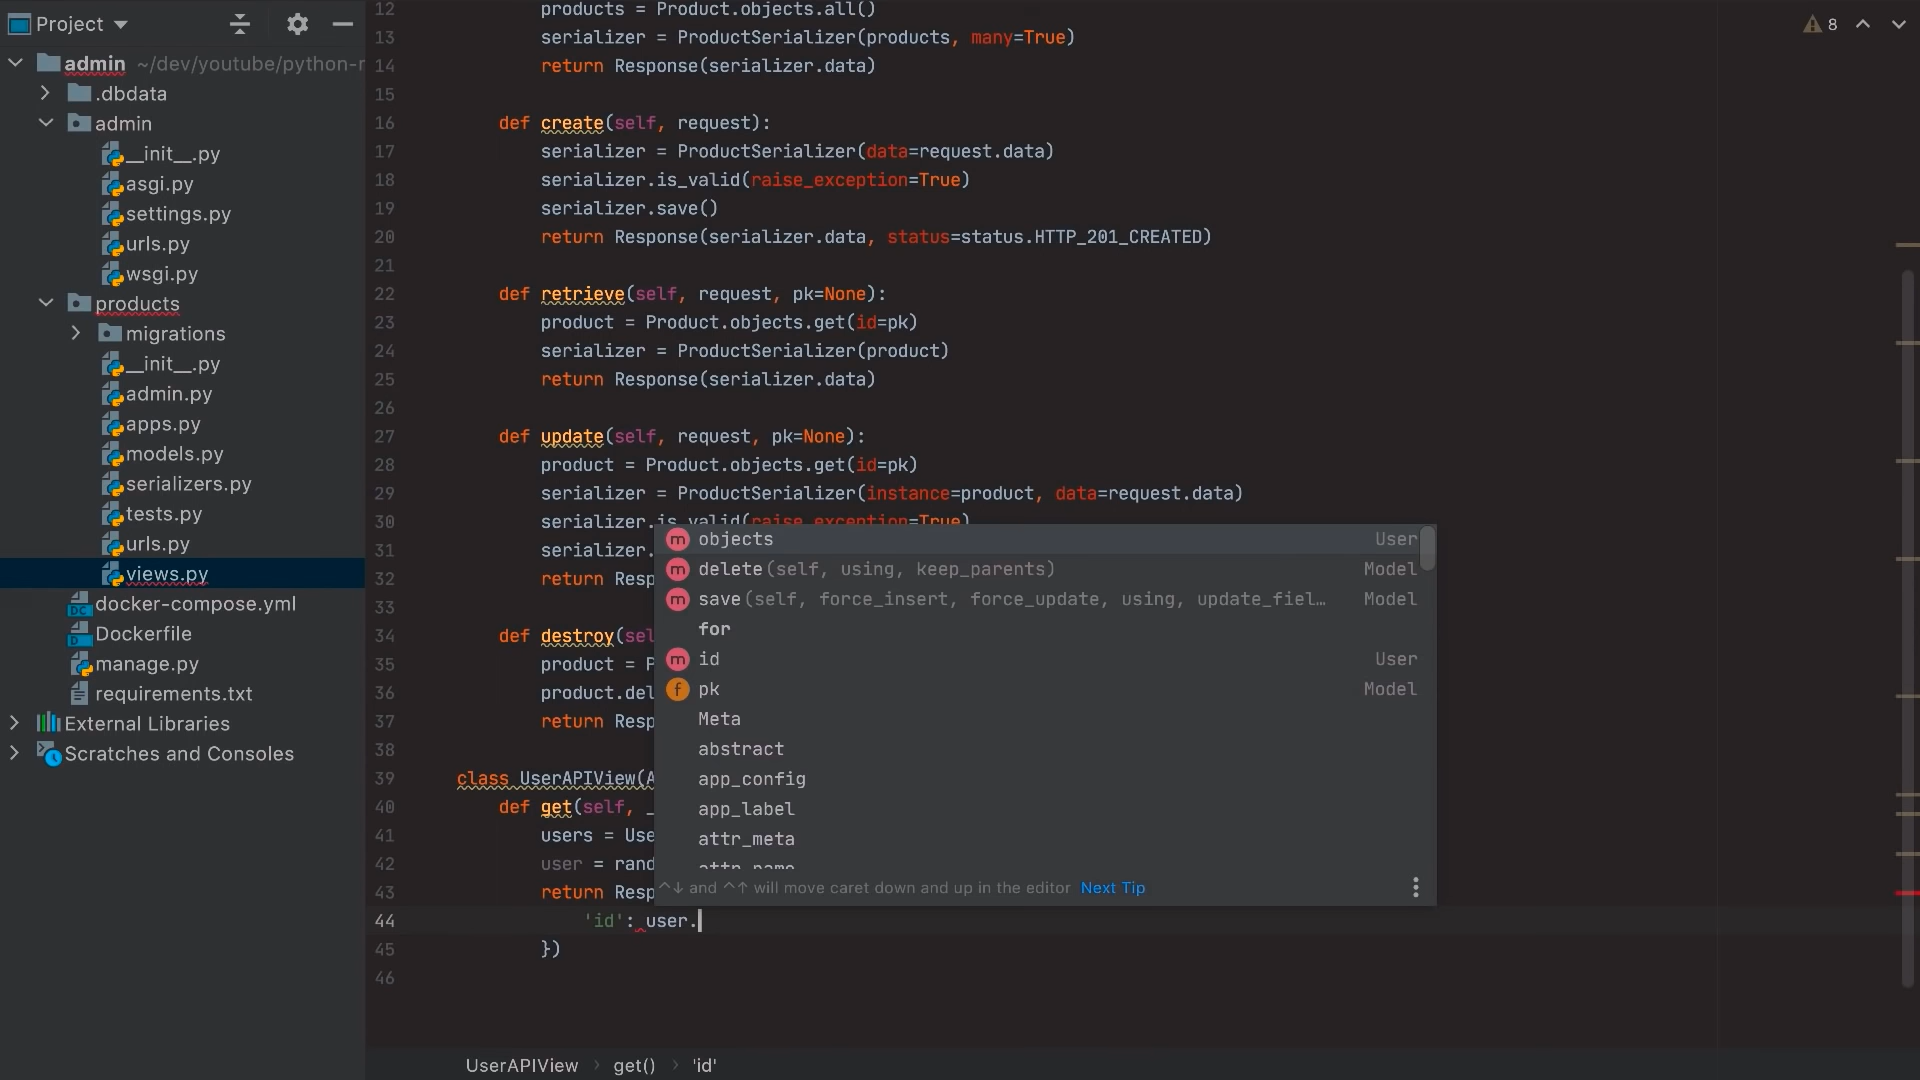 Project
8
admin ~/dev/youtube/python-r
.dbdata
admin
__init__.py
asgi.py
settings.py
urls.py
wsgi.py
products
migrations
__init__.py
admin.py
apps.py
models.py
serializers.py
tests.py
urls.py
views.py
docker-compose.yml
Dockerfile
manage.py
requirements.txt
External Libraries
Scratches and Consoles
12 products = Product.objects.all()
13 serializer = ProductSerializer(products, many=True)
14 return Response(serializer.data)
15
16 def create(self, request):
17 serializer = ProductSerializer(data=request.data)
18 serializer.is_valid(raise_exception=True)
19 serializer.save()
20 return Response(serializer.data, status=status.HTTP_201_CREATED)
21
22 def retrieve(self, request, pk=None):
23 product = Product.objects.get(id=pk)
24 serializer = ProductSerializer(product)
25 return Response(serializer.data)
26
27 def update(self, request, pk=None):
28 product = Product.objects.get(id=pk)
29 serializer = ProductSerializer(instance=product, data=request.data)
30 serializer.is_valid(raise_exception=True)
31 serializer.
32 return Resp
33
34 def destroy(sel
35 product = P
36 product.del
37 return Resp
38
39 class UserAPIView(A
40 def get(self, _
41 users = Use
42 user = rand
43 return Resp
44 'id': user.
45 })
46
objects User
delete(self, using, keep_parents) Model
save(self, force_insert, force_update, using, update_fiel… Model
for
id User
pk Model
Meta
abstract
app_config
app_label
attr_meta
attr_name
^↓ and ^↑ will move caret down and up in the editor Next Tip
UserAPIView › get() › 'id'